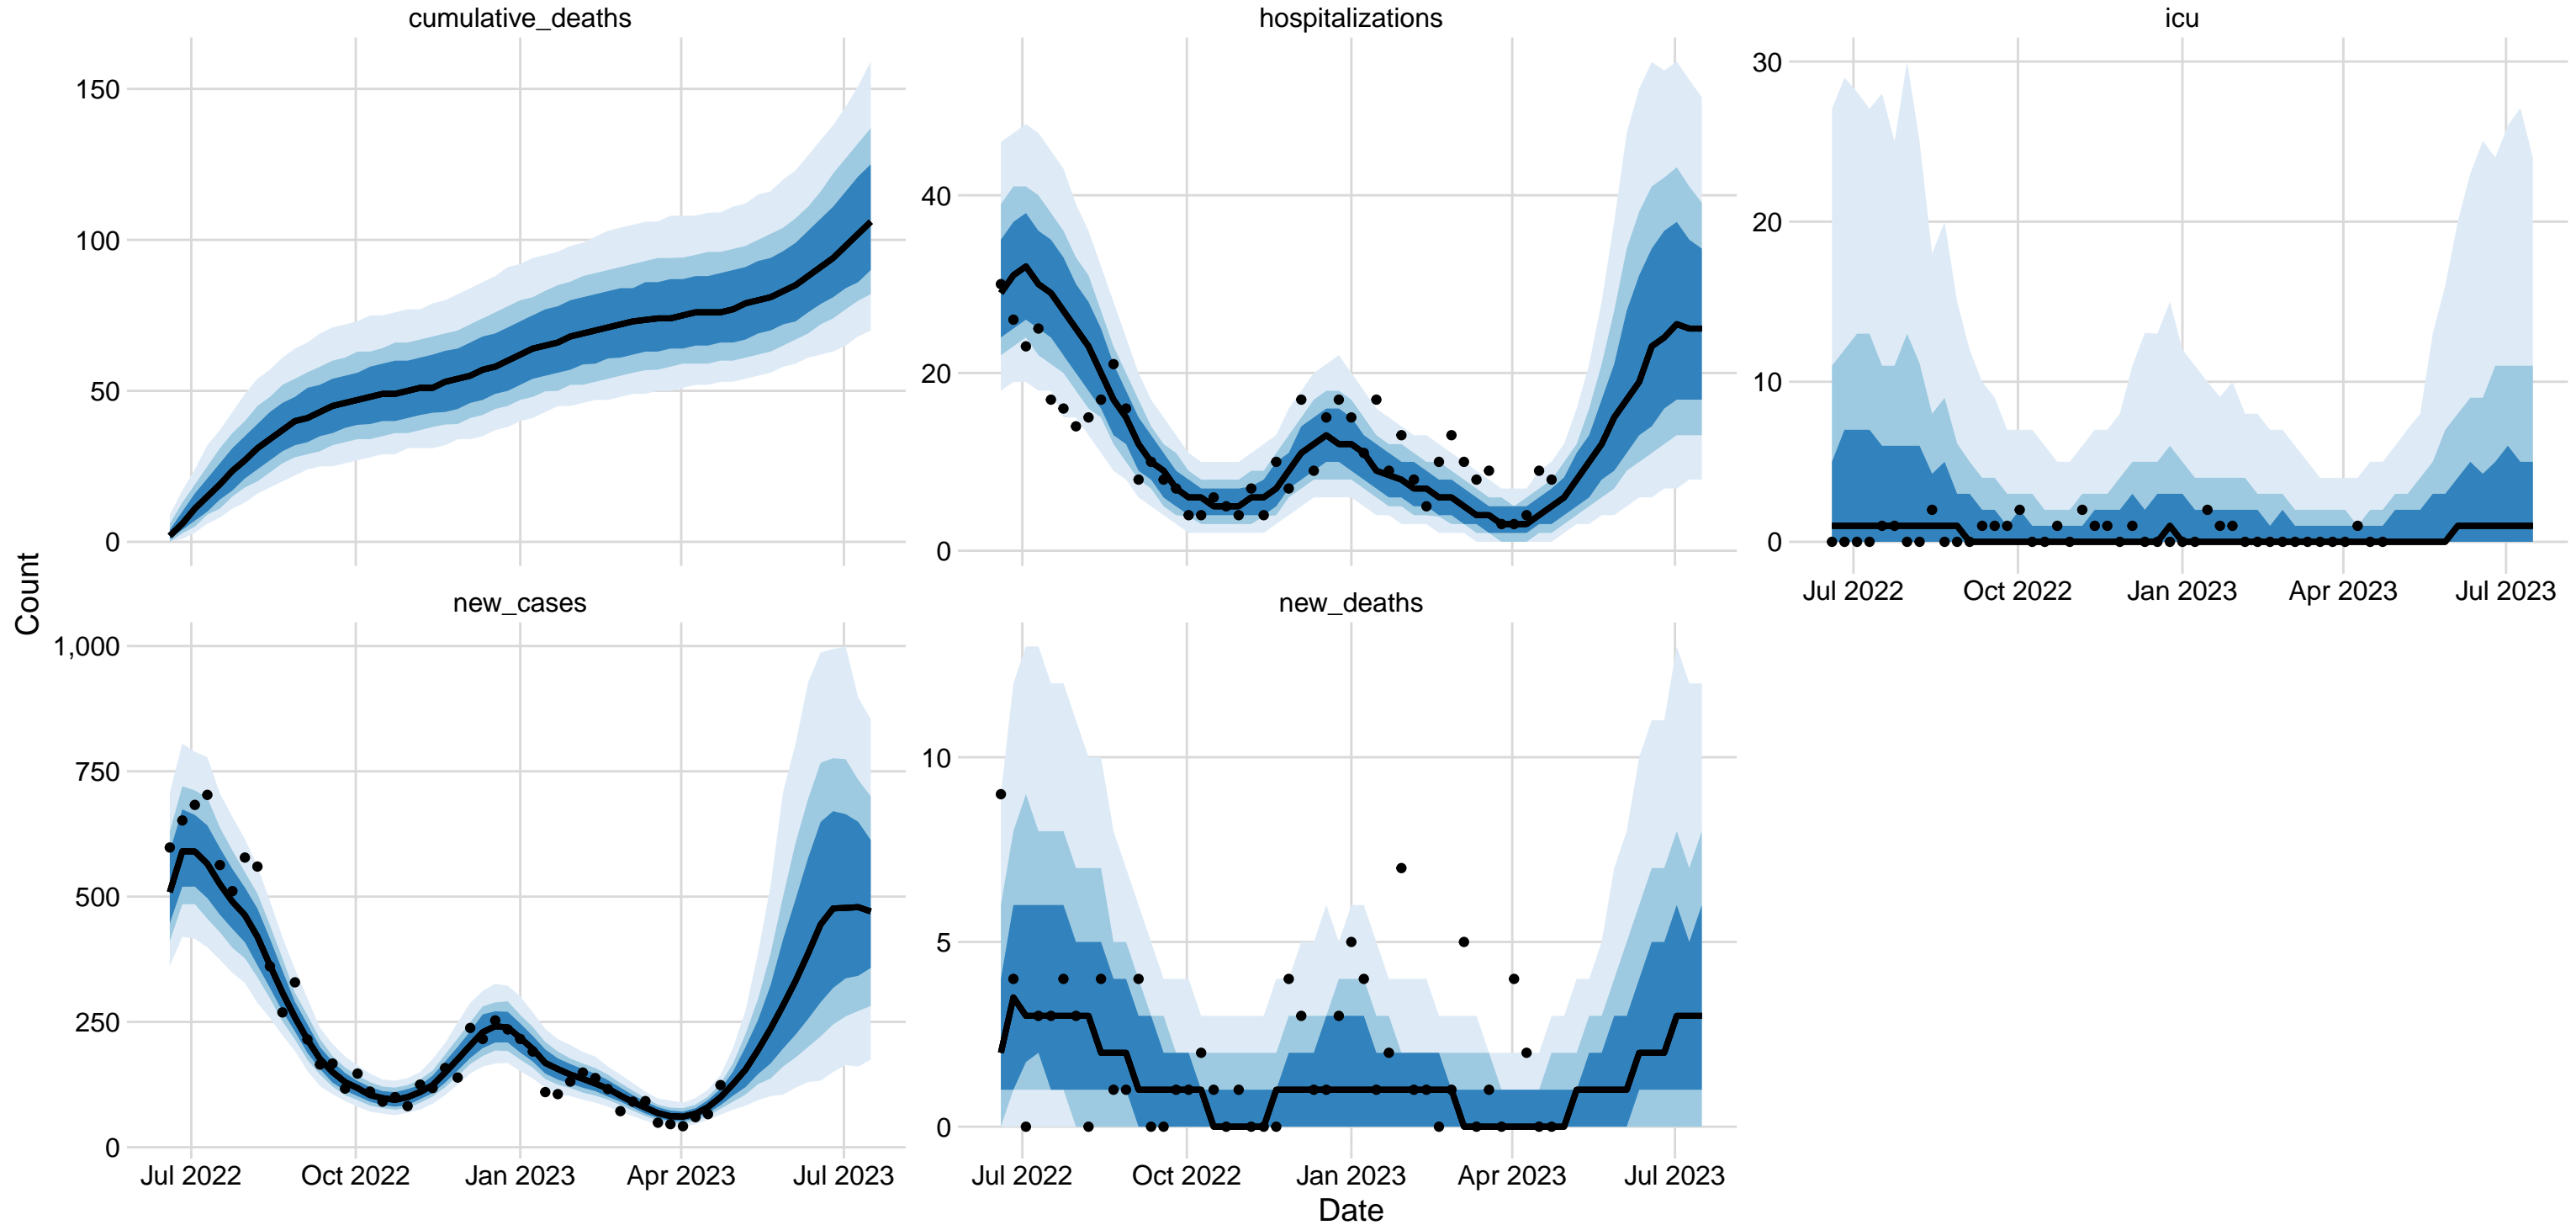 cumulative_deaths
hospitalizations
icu
150
100
50
0
40
20
0
30
20
10
0
Jul 2022 Oct 2022 Jan 2023 Apr 2023 Jul 2023
Count
new_cases
new_deaths
1,000
750
500
250
0
10
5
0
Jul 2022 Oct 2022 Jan 2023 Apr 2023 Jul 2023
Jul 2022 Oct 2022 Jan 2023 Apr 2023 Jul 2023
Date